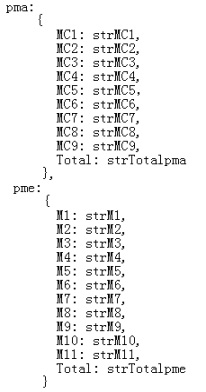 pma:
{
MC1: strMC1,
MC2: strMC2,
MC3: strMC3,
MC4: strMC4,
MC5: strMC5,
MC6: strMC6,
MC7: strMC7,
MC8: strMC8,
MC9: strMC9,
Total: strTotalpma
},
pme:
{
M1: strM1,
M2: strM2,
M3: strM3,
M4: strM4,
M5: strM5,
M6: strM6,
M7: strM7,
M8: strM8,
M9: strM9,
M10: strM10,
M11: strM11,
Total: strTotalpme
}